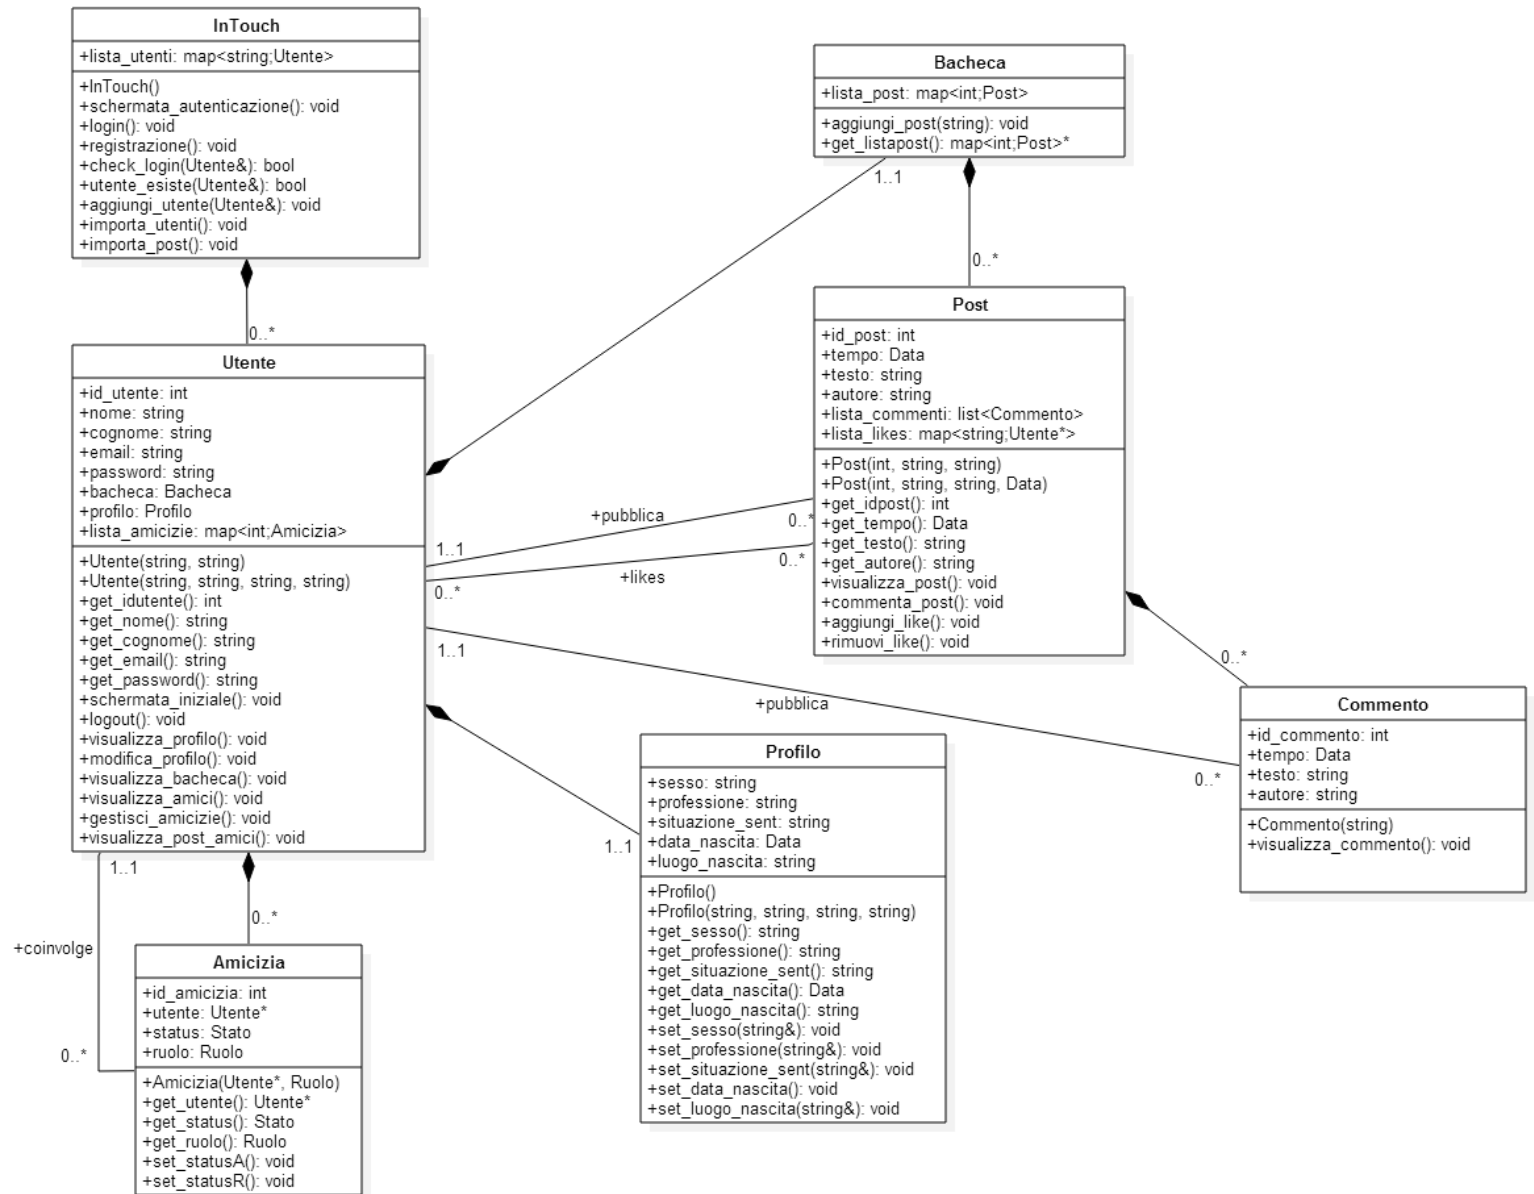 InTouch
+lista_utenti: map<string;Utente>
+InTouch()
+schermata_autenticazione(): void
+login(): void
+registrazione(): void
+check_login(Utente&): bool
+utente_esiste(Utente&): bool
+aggiungi_utente(Utente&): void
+importa_utenti(): void
+importa_post(): void
0..*
Bacheca
+lista_post: map<int;Post>
+aggiungi_post(string): void
+get_listapost(): map<int;Post>*
1..1
0..*
Utente
+id_utente: int
+nome: string
+cognome: string
+email: string
+password: string
+bacheca: Bacheca
+profilo: Profilo
+lista_amicizie: map<int;Amicizia>
+Utente(string, string)
+Utente(string, string, string, string)
+get_idutente(): int
+get_nome(): string
+get_cognome(): string
+get_email(): string
+get_password(): string
+schermata_iniziale(): void
+logout(): void
+visualizza_profilo(): void
+modifica_profilo(): void
+visualizza_bacheca(): void
+visualizza_amici(): void
+gestisci_amicizie(): void
+visualizza_post_amici(): void
Post
+id_post: int
+tempo: Data
+testo: string
+autore: string
+lista_commenti: list<Commento>
+lista_likes: map<string;Utente*>
+Post(int, string, string)
+Post(int, string, string, Data)
+get_idpost(): int
+get_tempo(): Data
+get_testo(): string
+get_autore(): string
+visualizza_post(): void
+commenta_post(): void
+aggiungi_like(): void
+rimuovi_like(): void
+pubblica
1..1
0..*
+likes
0..*
0..*
1..1
+pubblica
0..*
0..*
Commento
+id_commento: int
+tempo: Data
+testo: string
+autore: string
+Commento(string)
+visualizza_commento(): void
1..1
Profilo
+sesso: string
+professione: string
+situazione_sent: string
+data_nascita: Data
+luogo_nascita: string
+Profilo()
+Profilo(string, string, string, string)
+get_sesso(): string
+get_professione(): string
+get_situazione_sent(): string
+get_data_nascita(): Data
+get_luogo_nascita(): string
+set_sesso(string&): void
+set_professione(string&): void
+set_situazione_sent(string&): void
+set_data_nascita(): void
+set_luogo_nascita(string&): void
1..1
0..*
+coinvolge
0..*
Amicizia
+id_amicizia: int
+utente: Utente*
+status: Stato
+ruolo: Ruolo
+Amicizia(Utente*, Ruolo)
+get_utente(): Utente*
+get_status(): Stato
+get_ruolo(): Ruolo
+set_statusA(): void
+set_statusR(): void